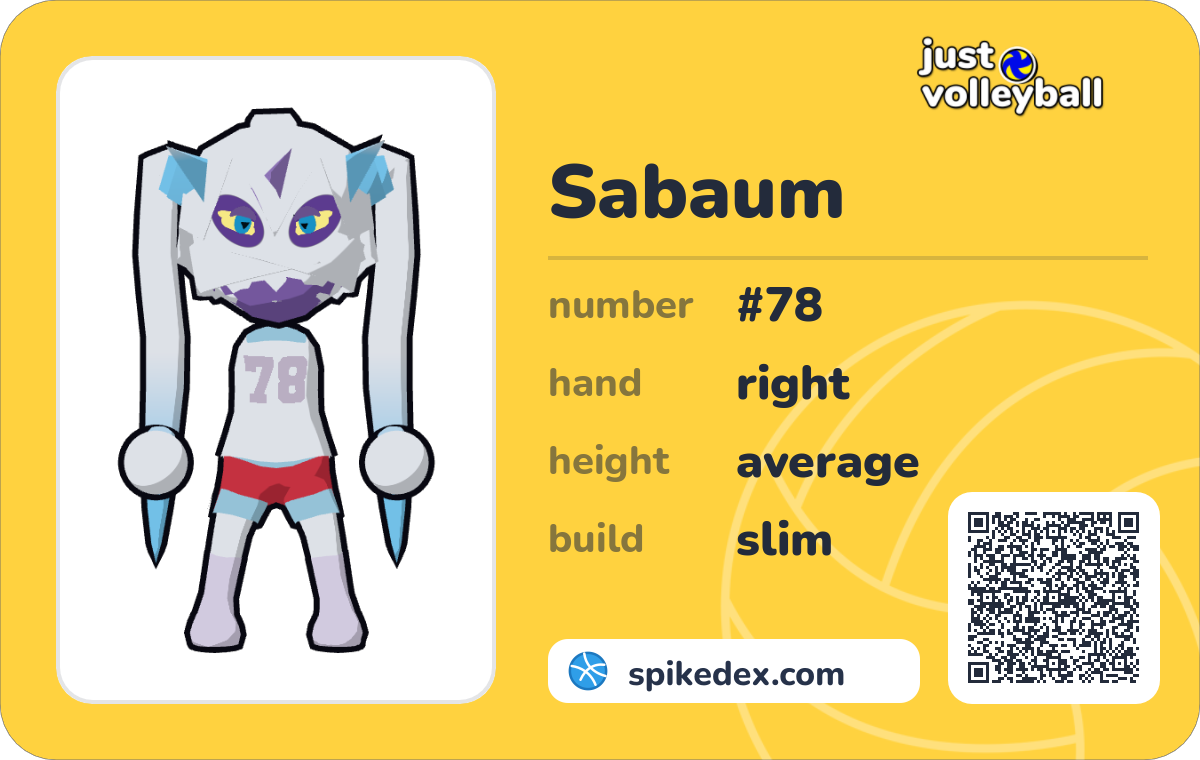 just
volleyball
Sabaum
number #78
hand right
height average
build slim
78
spikedex.com